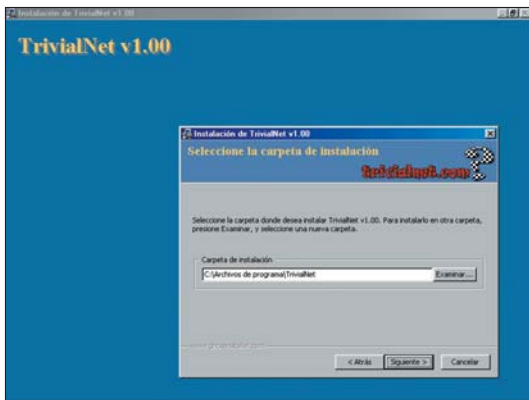 Instalación de TrivialNet v1.00
TrivialNet v1.00
Instalación de TrivialNet v1.00
Seleccione la carpeta de instalación
trivialnet.com
Seleccione la carpeta donde desea instalar TrivialNet v1.00. Para instalarlo en otra carpeta,
presione Examinar, y seleccione una nueva carpeta.
Carpeta de instalación
C:\Archivos de programa\TrivialNet
Examinar...
< Atrás
Siguiente >
Cancelar